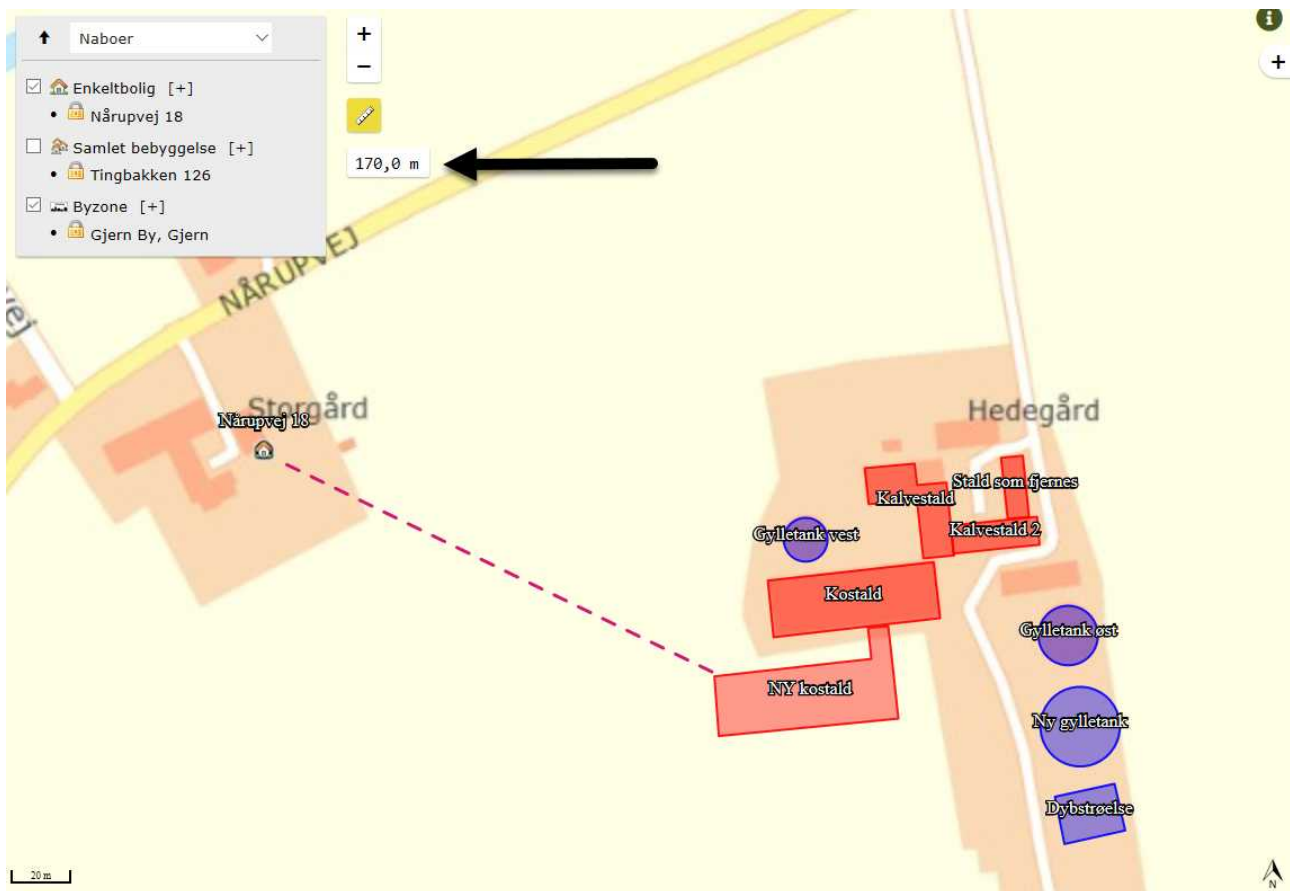 Naboer
Enkeltbolig [+]
Nårupvej 18
Samlet bebyggelse [+]
Tingbakken 126
Byzone [+]
Gjern By, Gjern
+
−
170,0 m
i
+
NÅRUPVEJ
vej
Storgård
Nårupvej 18
Hedegård
Stald som fjernes
Kalvestald
Gylletank vest
Kalvestald 2
Kostald
Gylletank øst
NY kostald
Ny gylletank
Dybstrøelse
20 m
N